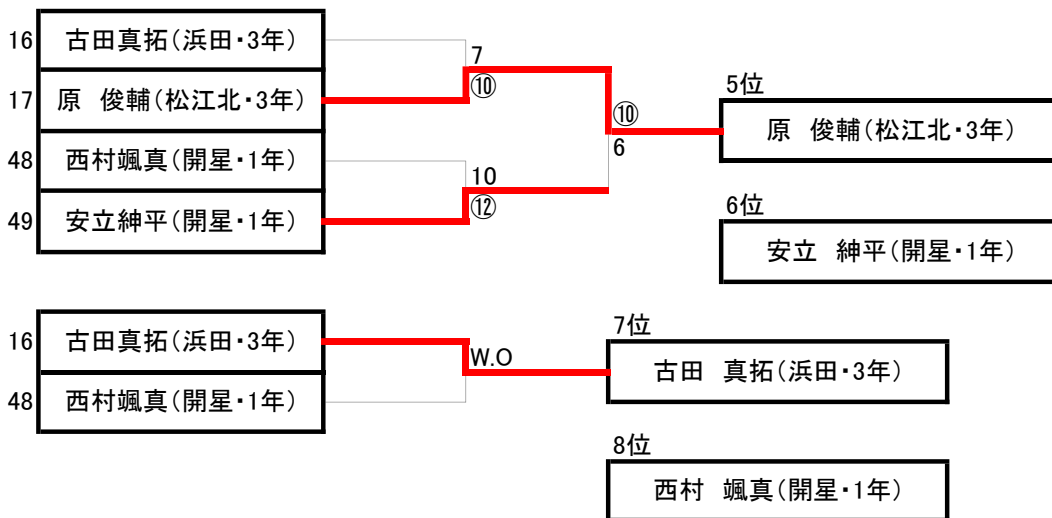 16 古田真拓(浜田・3年)
7
17 原 俊輔(松江北・3年)
⑩
5位
⑩
原 俊輔(松江北・3年)
6
48 西村颯真(開星・1年)
10
49 安立紳平(開星・1年)
⑫
6位
安立 紳平(開星・1年)
16 古田真拓(浜田・3年)
W.O
48 西村颯真(開星・1年)
7位
古田 真拓(浜田・3年)
8位
西村 颯真(開星・1年)